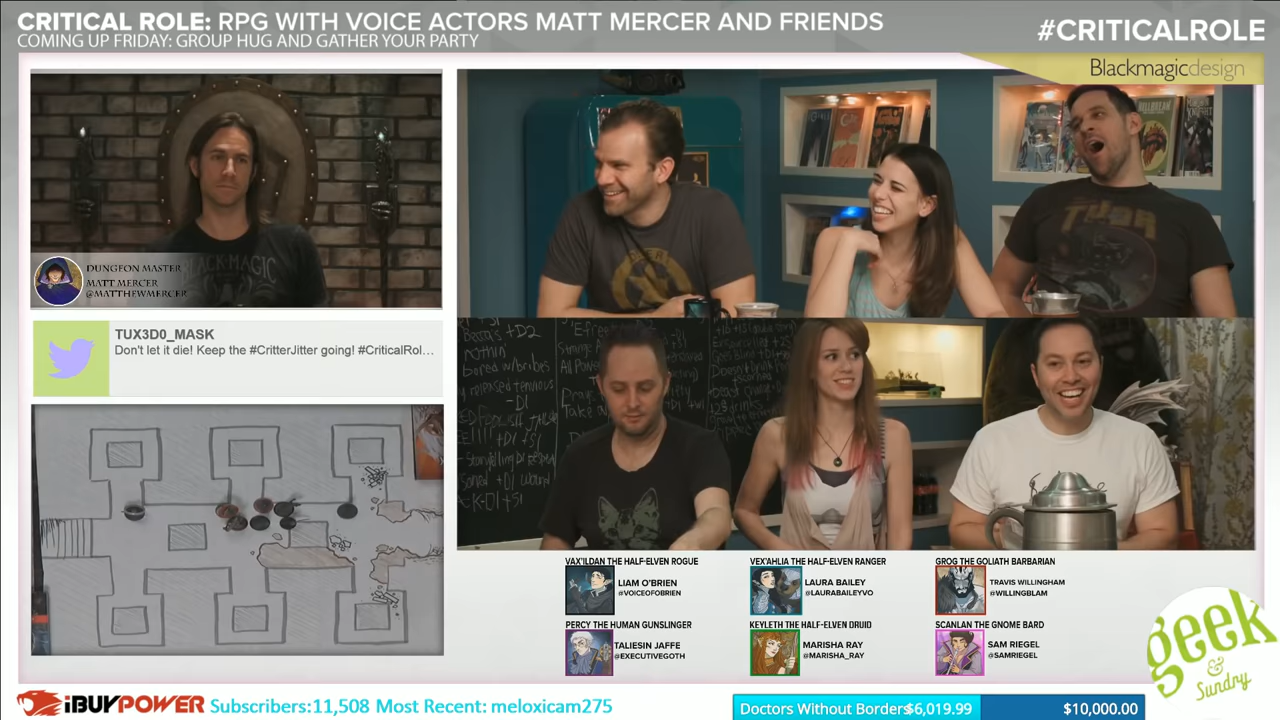 CRITICAL ROLE: RPG WITH VOICE ACTORS MATT MERCER AND FRIENDS
COMING UP FRIDAY: GROUP HUG AND GATHER YOUR PARTY
#CRITICALROLE
Blackmagicdesign
DUNGEON MASTER
MATT MERCER
@MATTHEWMERCER
TUX3D0_MASK
Don't let it die! Keep the #CritterJitter going! #CriticalRol...
THOR
nothin
bored w/bribes
VAX'ILDAN THE HALF-ELVEN ROGUE
LIAM O'BRIEN
@VOICEOFOBRIEN
VEX'AHLIA THE HALF-ELVEN RANGER
LAURA BAILEY
@LAURABAILEYVO
GROG THE GOLIATH BARBARIAN
TRAVIS WILLINGHAM
@WILLINGBLAM
PERCY THE HUMAN GUNSLINGER
TALIESIN JAFFE
@EXECUTIVEGOTH
KEYLETH THE HALF-ELVEN DRUID
MARISHA RAY
@MARISHA_RAY
SCANLAN THE GNOME BARD
SAM RIEGEL
@SAMRIEGEL
geek
&
Sundry
iBUYPOWER
Subscribers:11,508 Most Recent: meloxicam275
Doctors Without Borders$6,019.99
$10,000.00